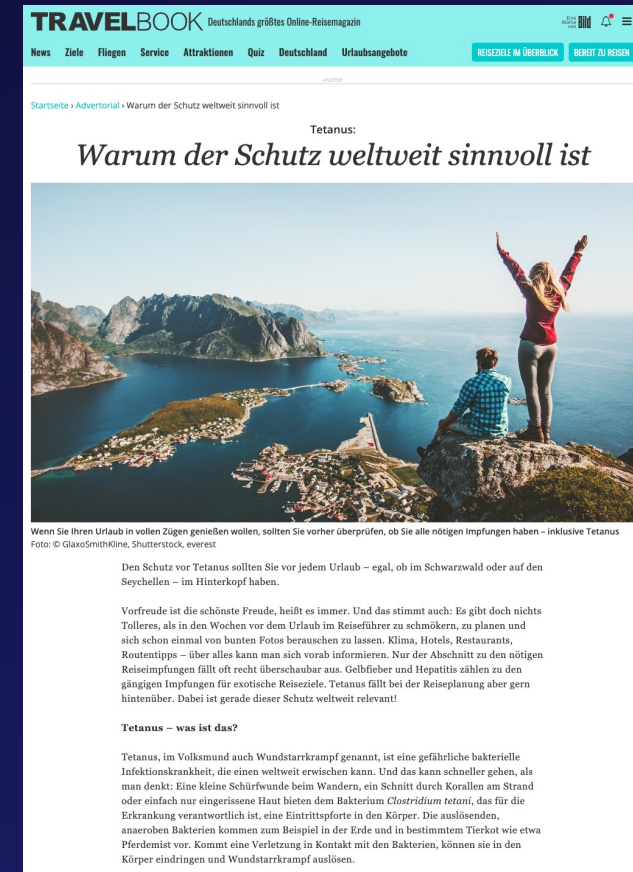 TRAVELBOOK Deutschlands größtes Online-Reisemagazin
Eine Marke von Bild
News Ziele Fliegen Service Attraktionen Quiz Deutschland Urlaubsangebote
REISEZIELE IM ÜBERBLICK BEREIT ZU REISEN
ANZEIGE
Startseite › Advertorial › Warum der Schutz weltweit sinnvoll ist
Tetanus:
Warum der Schutz weltweit sinnvoll ist
Wenn Sie Ihren Urlaub in vollen Zügen genießen wollen, sollten Sie vorher überprüfen, ob Sie alle nötigen Impfungen haben – inklusive Tetanus
Foto: © GlaxoSmithKline, Shutterstock, everest
Den Schutz vor Tetanus sollten Sie vor jedem Urlaub – egal, ob im Schwarzwald oder auf den
Seychellen – im Hinterkopf haben.
Vorfreude ist die schönste Freude, heißt es immer. Und das stimmt auch: Es gibt doch nichts
Tolleres, als in den Wochen vor dem Urlaub im Reiseführer zu schmökern, zu planen und
sich schon einmal von bunten Fotos berauschen zu lassen. Klima, Hotels, Restaurants,
Routentipps – über alles kann man sich vorab informieren. Nur der Abschnitt zu den nötigen
Reiseimpfungen fällt oft recht überschaubar aus. Gelbfieber und Hepatitis zählen zu den
gängigen Impfungen für exotische Reiseziele. Tetanus fällt bei der Reiseplanung aber gern
hintenüber. Dabei ist gerade dieser Schutz weltweit relevant!
Tetanus – was ist das?
Tetanus, im Volksmund auch Wundstarrkrampf genannt, ist eine gefährliche bakterielle
Infektionskrankheit, die einen weltweit erwischen kann. Und das kann schneller gehen, als
man denkt: Eine kleine Schürfwunde beim Wandern, ein Schnitt durch Korallen am Strand
oder einfach nur eingerissene Haut bieten dem Bakterium Clostridium tetani, das für die
Erkrankung verantwortlich ist, eine Eintrittspforte in den Körper. Die auslösenden,
anaeroben Bakterien kommen zum Beispiel in der Erde und in bestimmtem Tierkot wie etwa
Pferdemist vor. Kommt eine Verletzung in Kontakt mit den Bakterien, können sie in den
Körper eindringen und Wundstarrkrampf auslösen.